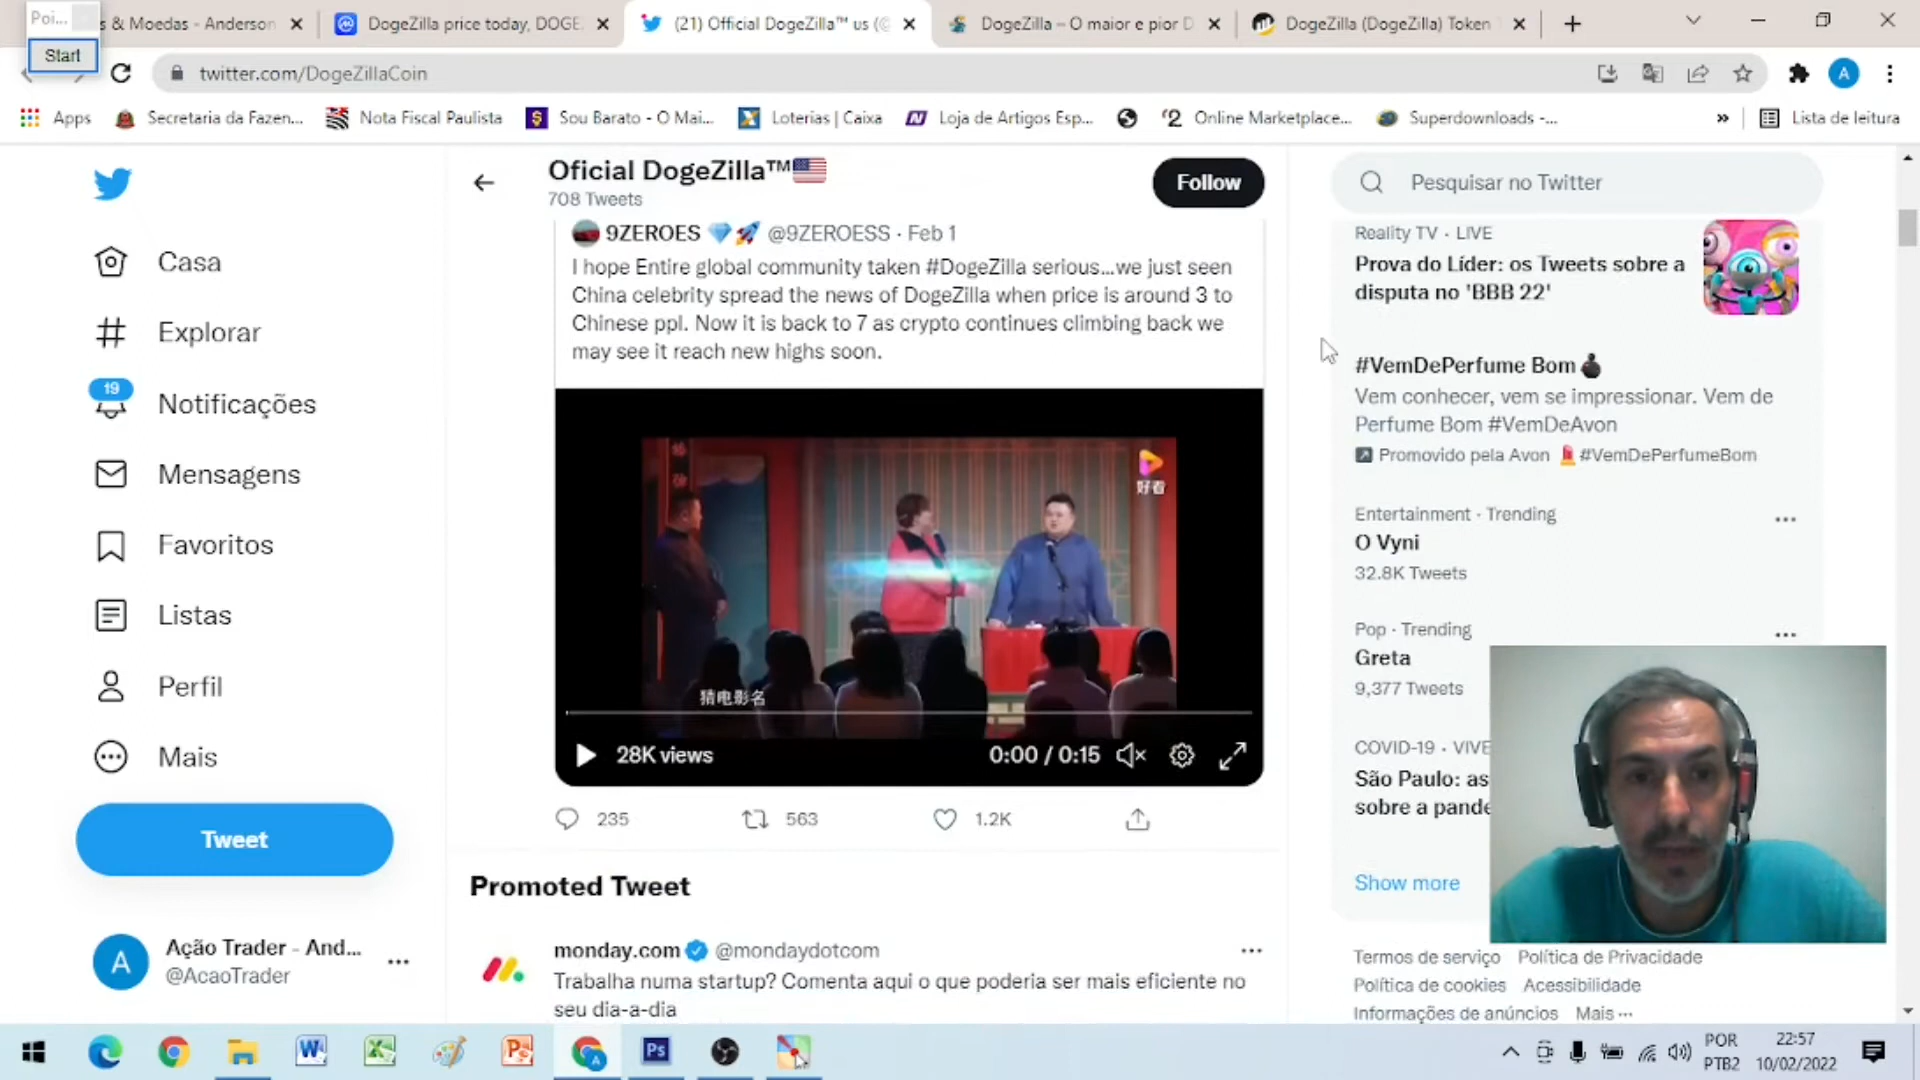 Poi...
Start
s & Moedas - Anderson
DogeZilla price today, DOGE
(21) Official DogeZilla™ us (@
DogeZilla – O maior e pior D
DogeZilla (DogeZilla) Token
twitter.com/DogeZillaCoin
A
Apps
Secretaria da Fazen...
Nota Fiscal Paulista
Sou Barato - O Mai...
Loterias | Caixa
Loja de Artigos Esp...
Online Marketplace...
Superdownloads -...
»
Lista de leitura
Oficial DogeZilla™
708 Tweets
Follow
Pesquisar no Twitter
Casa
Explorar
19
Notificações
Mensagens
Favoritos
Listas
Perfil
Mais
Tweet
A
Ação Trader - And...
@AcaoTrader
9ZEROES @9ZEROESS · Feb 1
I hope Entire global community taken #DogeZilla serious...we just seen
China celebrity spread the news of DogeZilla when price is around 3 to
Chinese ppl. Now it is back to 7 as crypto continues climbing back we
may see it reach new highs soon.
好看
猜电影名
28K views
0:00 / 0:15
235
563
1.2K
Promoted Tweet
monday.com @mondaydotcom
Trabalha numa startup? Comenta aqui o que poderia ser mais eficiente no
seu dia-a-dia
Reality TV · LIVE
Prova do Líder: os Tweets sobre a
disputa no 'BBB 22'
#VemDePerfume Bom
Vem conhecer, vem se impressionar. Vem de
Perfume Bom #VemDeAvon
Promovido pela Avon #VemDePerfumeBom
Entertainment · Trending
O Vyni
32.8K Tweets
Pop · Trending
Greta
9,377 Tweets
COVID-19 · VIVE
São Paulo: as
sobre a pande
Show more
Termos de serviço Política de Privacidade
Política de cookies Acessibilidade
Informações de anúncios Mais ...
POR
PTB2
22:57
10/02/2022